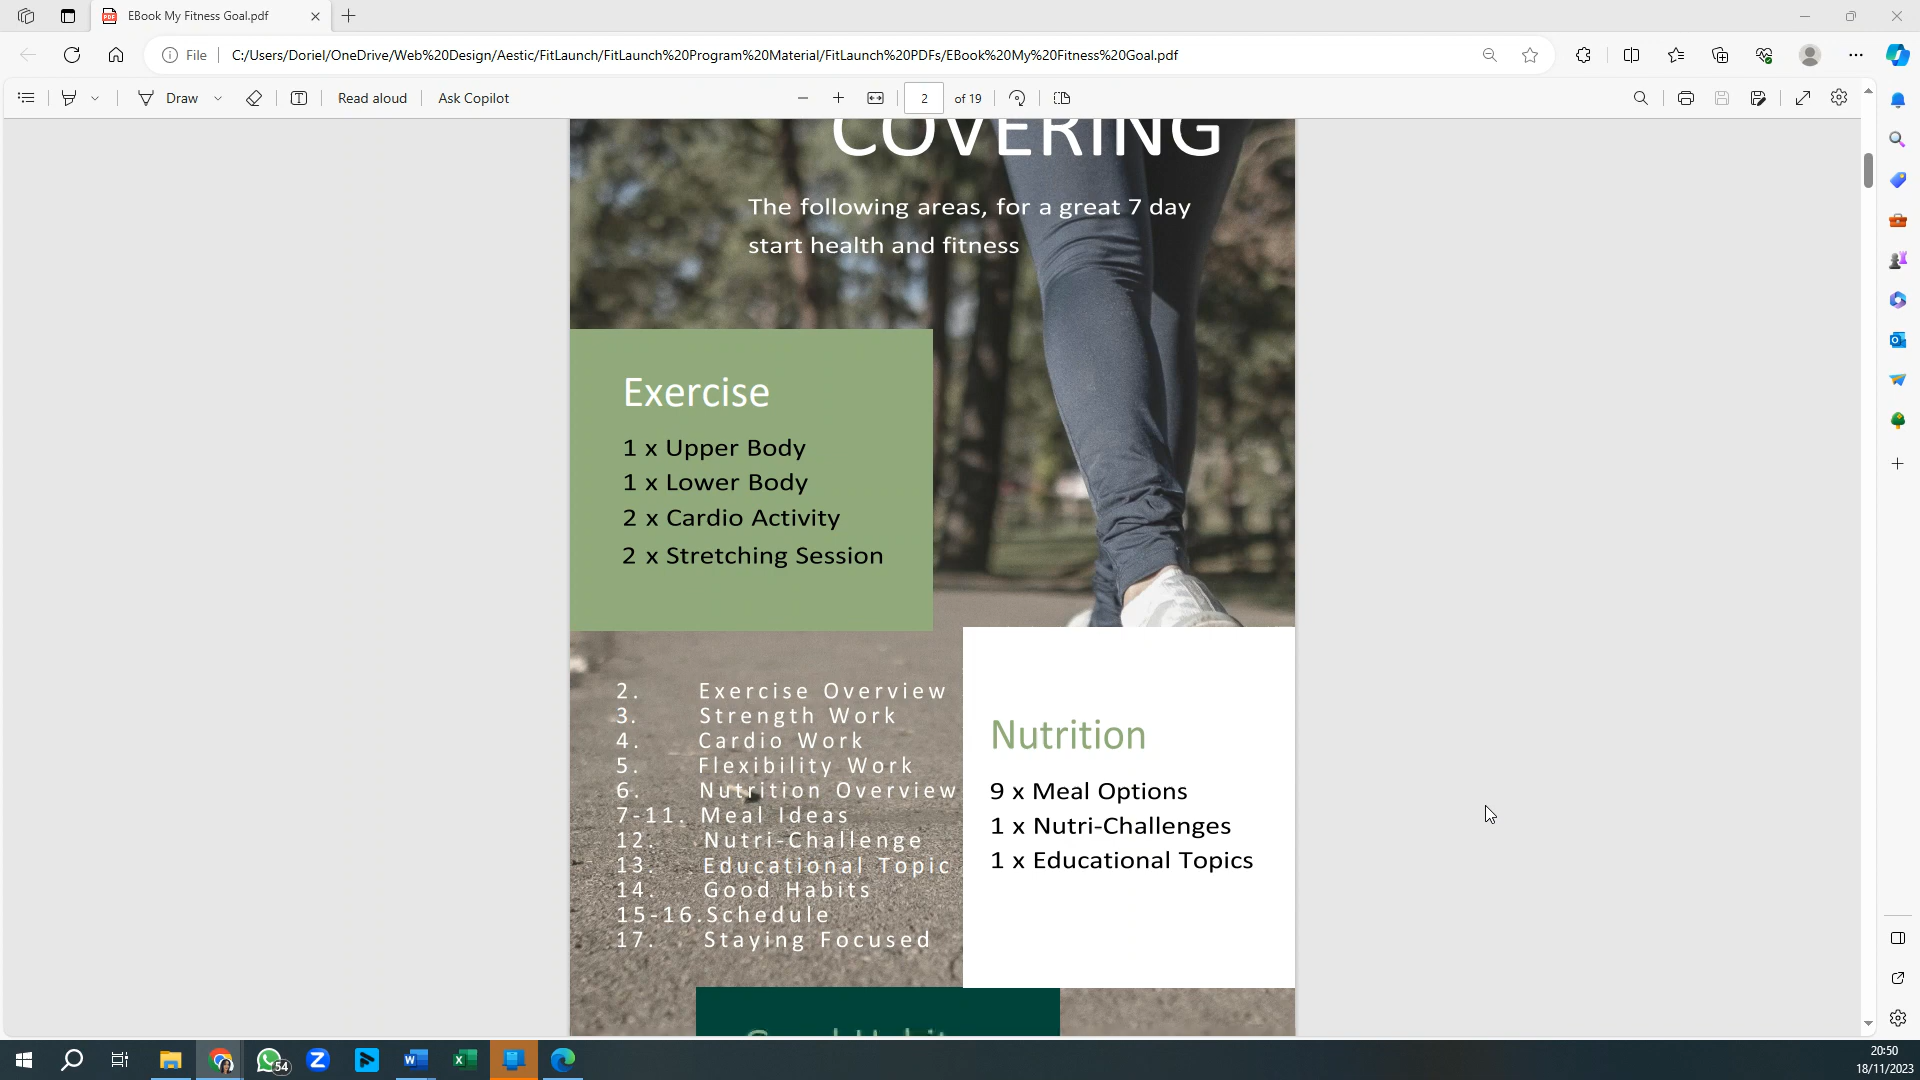 EBook My Fitness Goal.pdf
File
C:/Users/Doriel/OneDrive/Web%20Design/Aestic/FitLaunch/FitLaunch%20Program%20Material/FitLaunch%20PDFs/EBook%20My%20Fitness%20Goal.pdf
Draw
Read aloud
Ask Copilot
2 of 19
COVERING
The following areas, for a great 7 day
start health and fitness
Exercise
1 x Upper Body
1 x Lower Body
2 x Cardio Activity
2 x Stretching Session
2. Exercise Overview
3. Strength Work
4. Cardio Work
5. Flexibility Work
6. Nutrition Overview
7-11. Meal Ideas
12. Nutri-Challenge
13. Educational Topic
14. Good Habits
15-16. Schedule
17. Staying Focused
Nutrition
9 x Meal Options
1 x Nutri-Challenges
1 x Educational Topics
54
20:50
18/11/2023